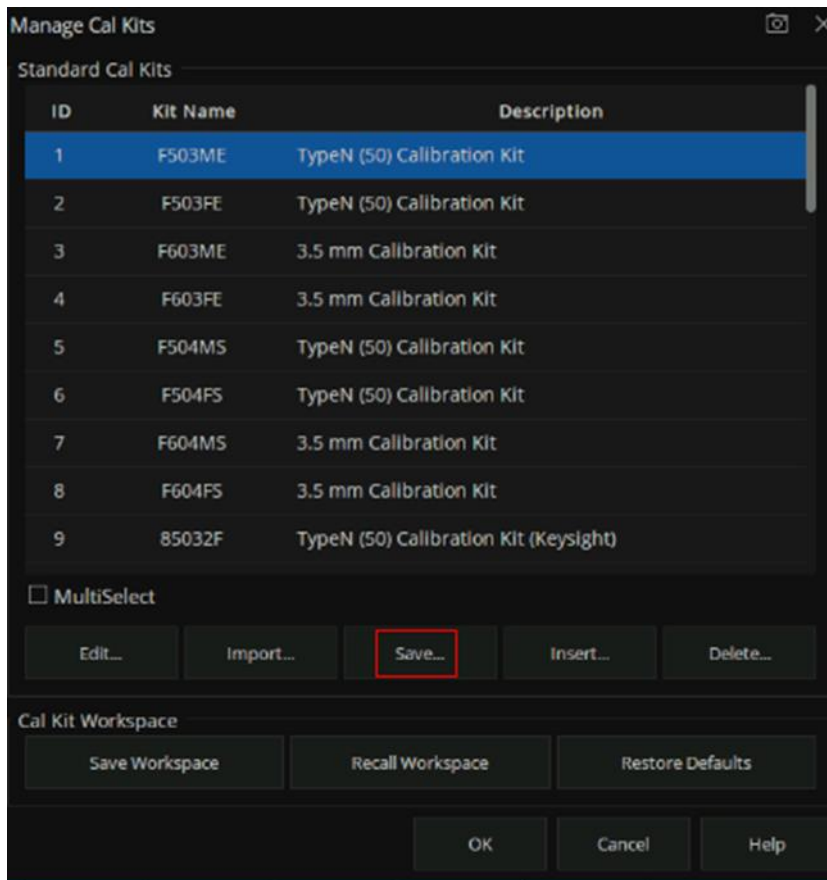 Manage Cal Kits
Standard Cal Kits
ID Kit Name Description
1 F503ME TypeN (50) Calibration Kit
2 F503FE TypeN (50) Calibration Kit
3 F603ME 3.5 mm Calibration Kit
4 F603FE 3.5 mm Calibration Kit
5 F504MS TypeN (50) Calibration Kit
6 F504FS TypeN (50) Calibration Kit
7 F604MS 3.5 mm Calibration Kit
8 F604FS 3.5 mm Calibration Kit
9 85032F TypeN (50) Calibration Kit (Keysight)
MultiSelect
Edit... Import... Save... Insert... Delete...
Cal Kit Workspace
Save Workspace Recall Workspace Restore Defaults
OK Cancel Help